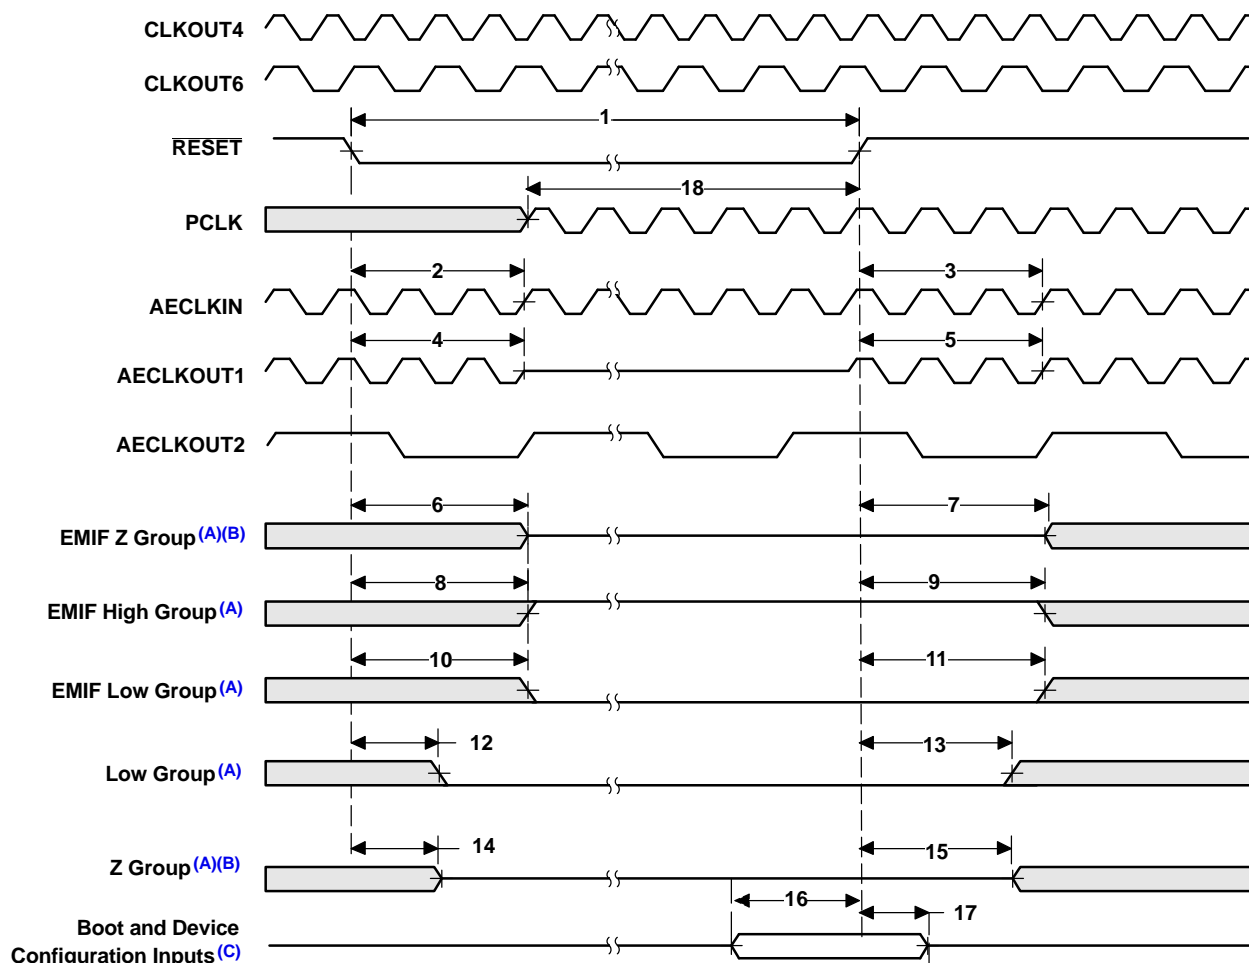 CLKOUT4
CLKOUT6
1
RESET
18
PCLK
2
3
AECLKIN
4
5
AECLKOUT1
AECLKOUT2
6
7
EMIF Z Group (A)(B)
8
9
EMIF High Group (A)
10
11
EMIF Low Group (A)
12
13
Low Group (A)
14
15
Z Group (A)(B)
16
17
Boot and Device
Configuration Inputs (C)